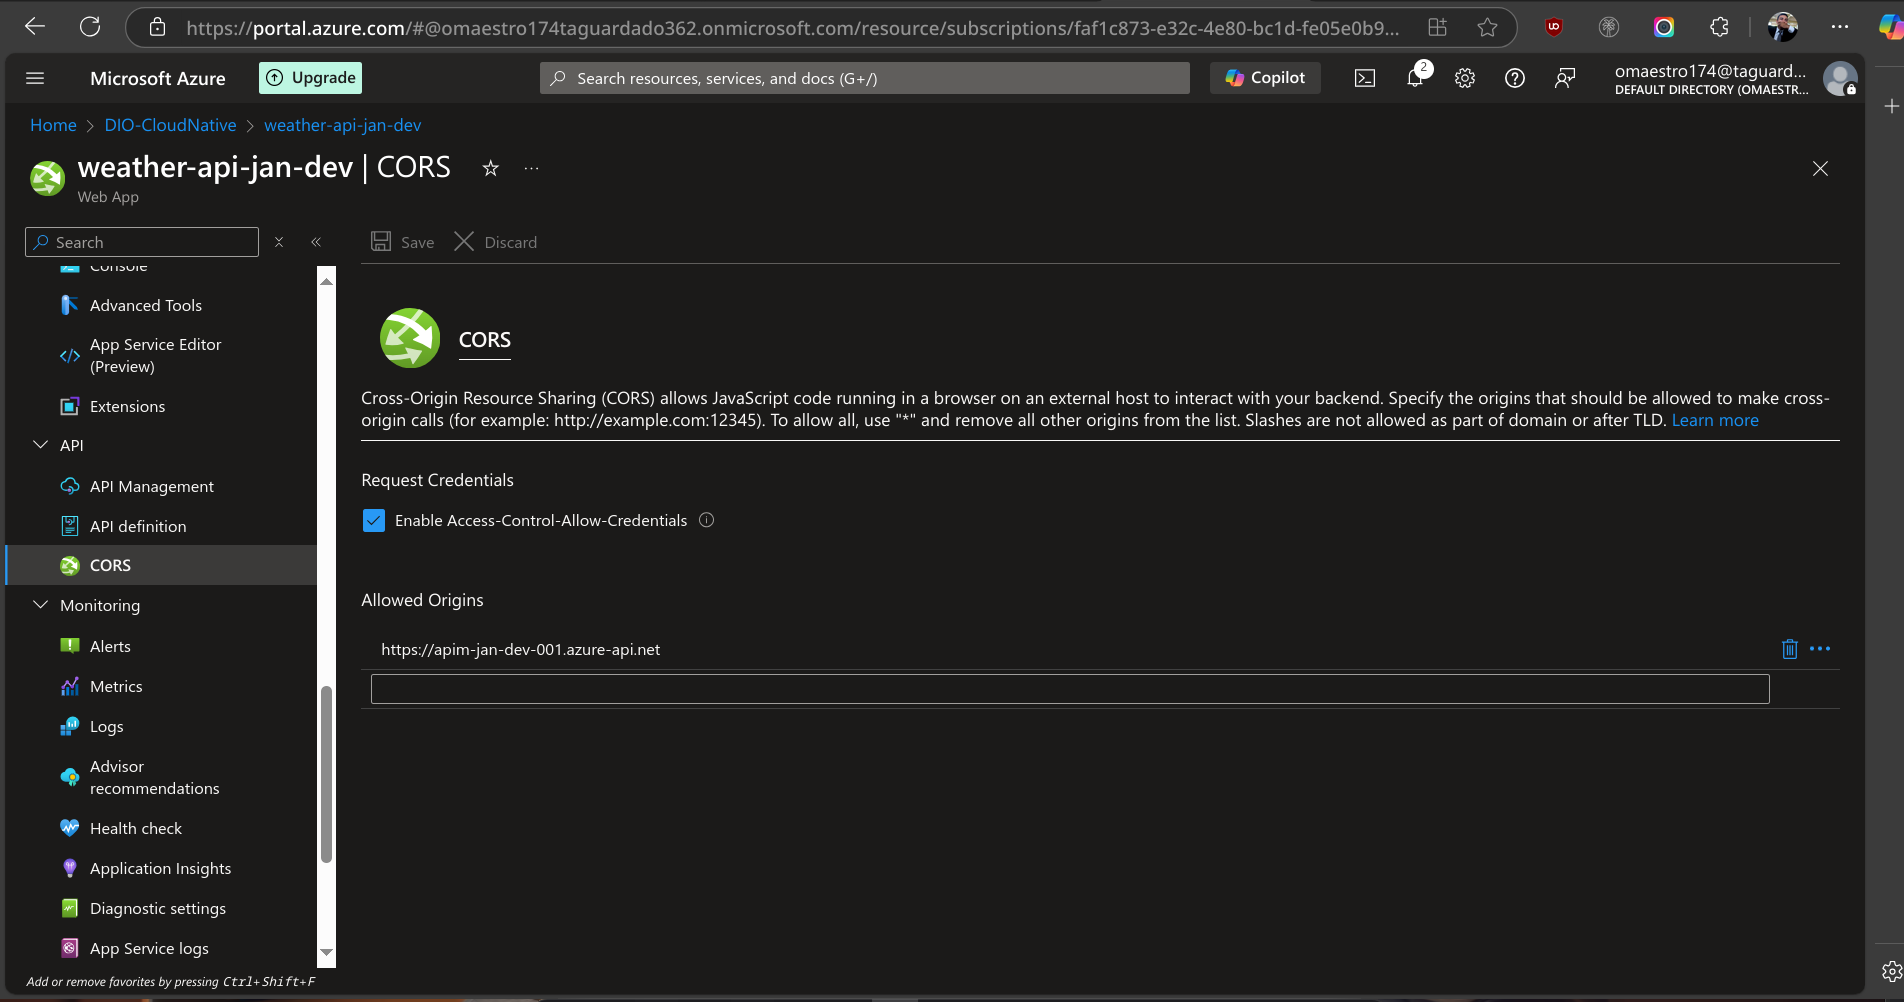 https://portal.azure.com/#@omaestro174taguardado362.onmicrosoft.com/resource/subscriptions/faf1c873-e32c-4e80-bc1d-fe05e0b9...
Microsoft Azure
Upgrade
Search resources, services, and docs (G+/)
Copilot
2
omaestro174@taguard...
DEFAULT DIRECTORY (OMAESTR...
Home > DIO-CloudNative > weather-api-jan-dev
weather-api-jan-dev | CORS
Web App
Search
Save
Discard
Console
Advanced Tools
App Service Editor
(Preview)
Extensions
API
API Management
API definition
CORS
Monitoring
Alerts
Metrics
Logs
Advisor
recommendations
Health check
Application Insights
Diagnostic settings
App Service logs
Add or remove favorites by pressing Ctrl+Shift+F
CORS
Cross-Origin Resource Sharing (CORS) allows JavaScript code running in a browser on an external host to interact with your backend. Specify the origins that should be allowed to make cross-
origin calls (for example: http://example.com:12345). To allow all, use "*" and remove all other origins from the list. Slashes are not allowed as part of domain or after TLD. Learn more
Request Credentials
Enable Access-Control-Allow-Credentials
Allowed Origins
https://apim-jan-dev-001.azure-api.net